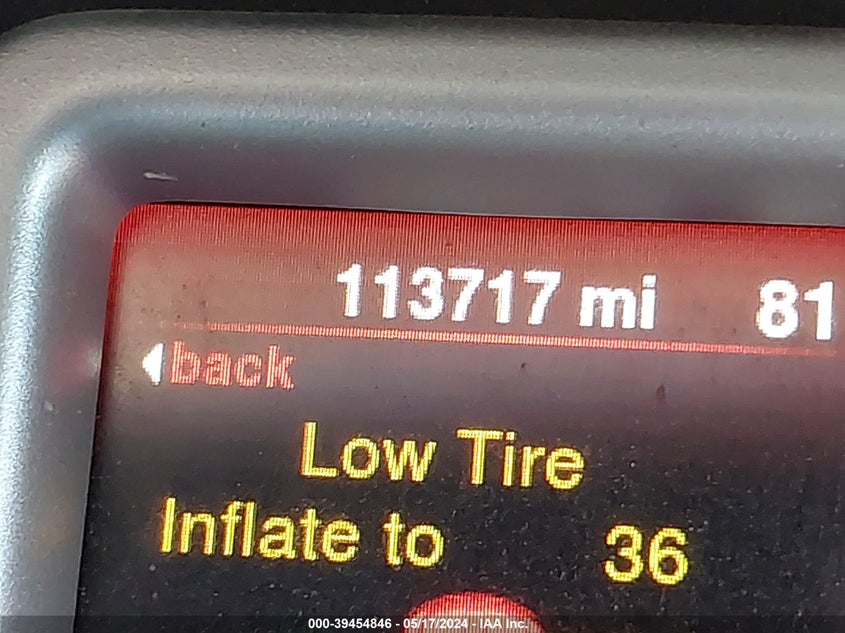 113717 mi 81
back
Low Tire
Inflate to 36
000-39454846 - 05/17/2024 - IAA Inc.